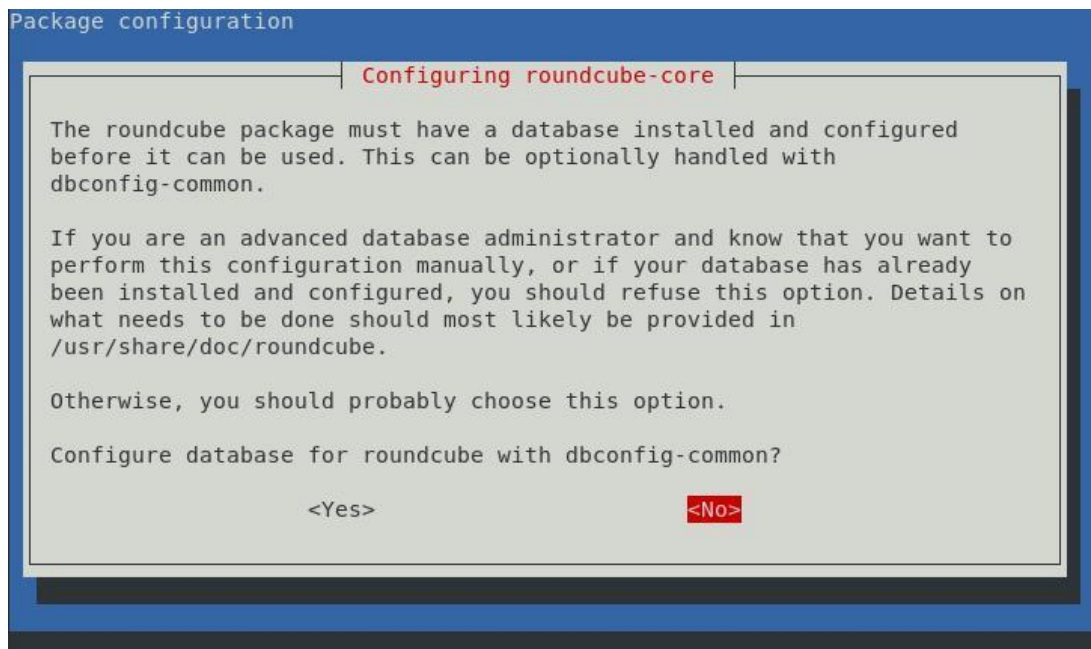 Package configuration
Configuring roundcube-core
The roundcube package must have a database installed and configured
before it can be used. This can be optionally handled with
dbconfig-common.
If you are an advanced database administrator and know that you want to
perform this configuration manually, or if your database has already
been installed and configured, you should refuse this option. Details on
what needs to be done should most likely be provided in
/usr/share/doc/roundcube.
Otherwise, you should probably choose this option.
Configure database for roundcube with dbconfig-common?
<Yes> <No>